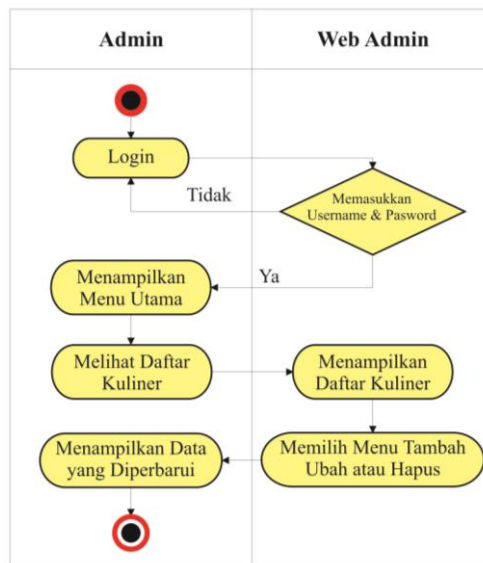 Admin
Web Admin
Login
Memasukkan
Username & Pasword
Tidak
Ya
Menampilkan
Menu Utama
Melihat Daftar
Kuliner
Menampilkan
Daftar Kuliner
Memilih Menu Tambah
Ubah atau Hapus
Menampilkan Data
yang Diperbarui